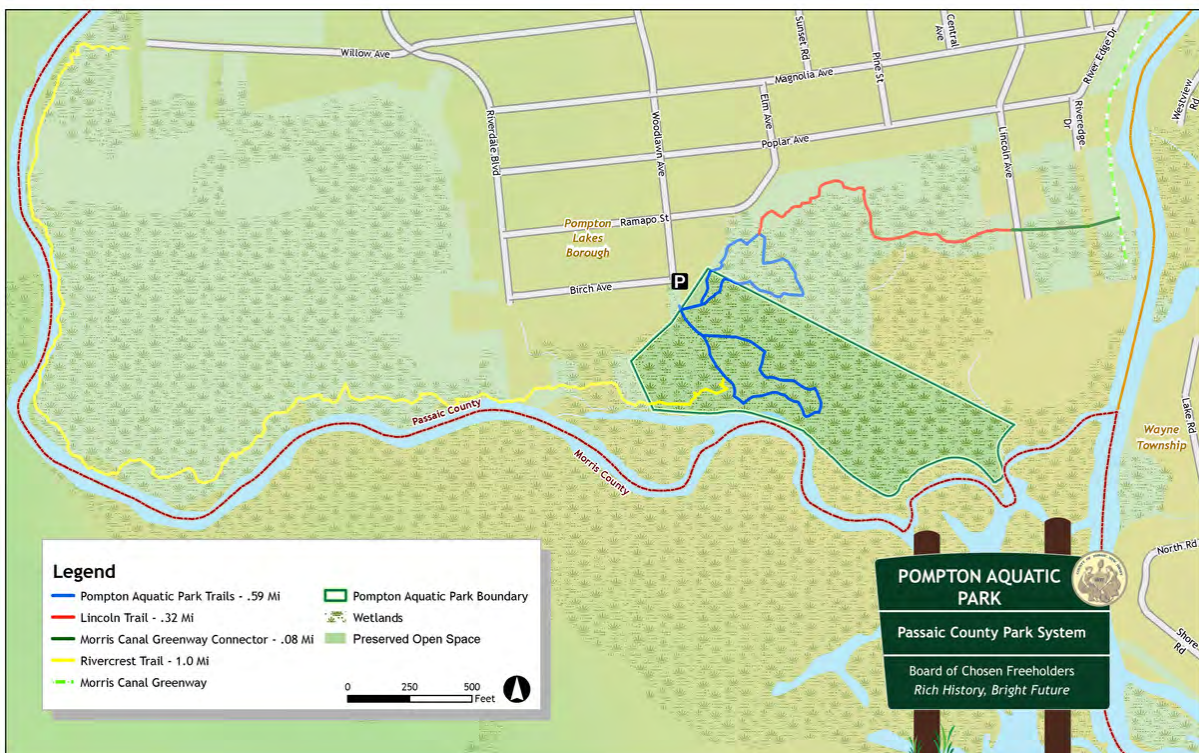 Sunset Rd
Central
Ave
River Edge Dr
Willow Ave
Pine St
Magnolia Ave
Westview
Rd
Elm Ave
Riveredge
Dr
Riverdale Blvd
Woodlawn Ave
Poplar Ave
Lincoln Ave
Ramapo St
Pompton
Lakes
Borough
P
Birch Ave
Passaic County
Morris County
Lake Rd
Wayne
Township
North Rd
Shore
Rd
Legend
Pompton Aquatic Park Trails - .59 Mi
Lincoln Trail - .32 Mi
Morris Canal Greenway Connector - .08 Mi
Rivercrest Trail - 1.0 Mi
Morris Canal Greenway
Pompton Aquatic Park Boundary
Wetlands
Preserved Open Space
0 250 500
Feet
POMPTON AQUATIC
PARK
Passaic County Park System
Board of Chosen Freeholders
Rich History, Bright Future